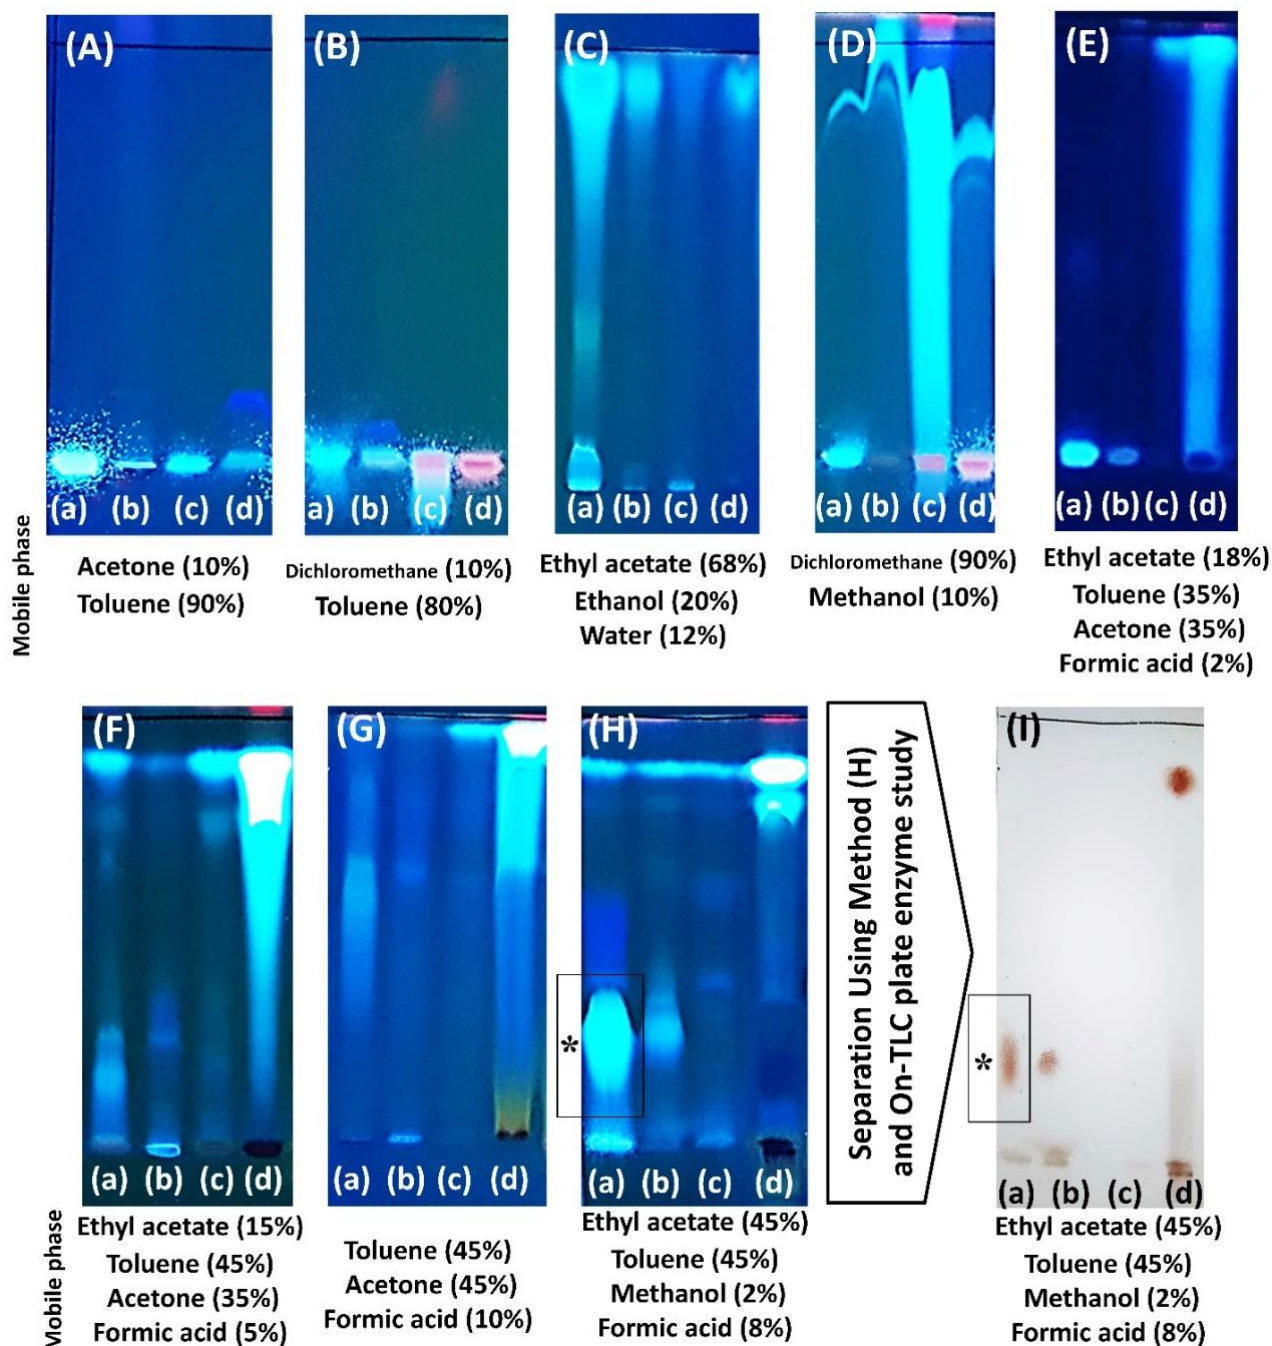 (A)
(B)
(C)
(D)
(E)
(a) (b) (c) (d)
a) (b) (c) (d)
(a) (b) (c) (d)
(a) (b) (c) (d)
(a) (b) (c) (d)
Mobile phase
Acetone (10%)
Toluene (90%)
Dichloromethane (10%)
Toluene (80%)
Ethyl acetate (68%)
Ethanol (20%)
Water (12%)
Dichloromethane (90%)
Methanol (10%)
Ethyl acetate (18%)
Toluene (35%)
Acetone (35%)
Formic acid (2%)
(F)
(G)
(H)
(I)
*
Separation Using Method (H)
and On-TLC plate enzyme study
*
(a) (b) (c) (d)
(a) (b) (c) (d)
(a) (b) (c) (d)
(a) (b) (c) (d)
Mobile phase
Ethyl acetate (15%)
Toluene (45%)
Acetone (35%)
Formic acid (5%)
Toluene (45%)
Acetone (45%)
Formic acid (10%)
Ethyl acetate (45%)
Toluene (45%)
Methanol (2%)
Formic acid (8%)
Ethyl acetate (45%)
Toluene (45%)
Methanol (2%)
Formic acid (8%)